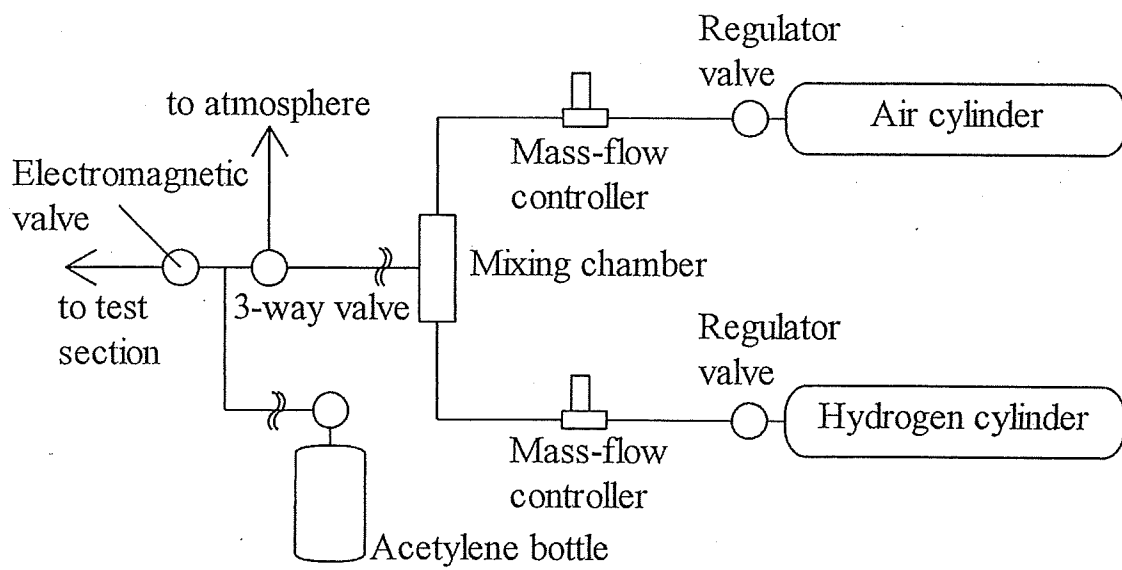 Regulator
valve
to atmosphere
Air cylinder
Mass-flow
controller
Electromagnetic
valve
Mixing chamber
to test
section
3-way valve
Regulator
valve
Hydrogen cylinder
Mass-flow
controller
Acetylene bottle